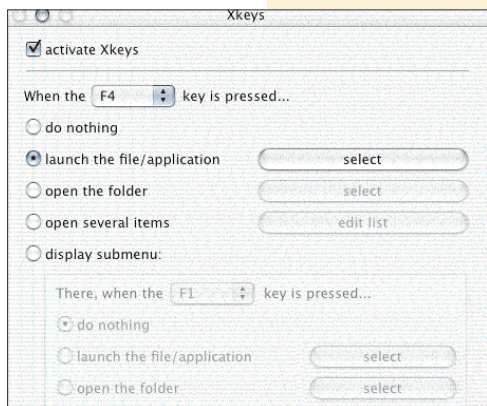 Xkeys
activate Xkeys
When the F4 key is pressed...
do nothing
launch the file/application select
open the folder select
open several items edit list
display submenu:
There, when the F1 key is pressed...
do nothing
launch the file/application select
open the folder select